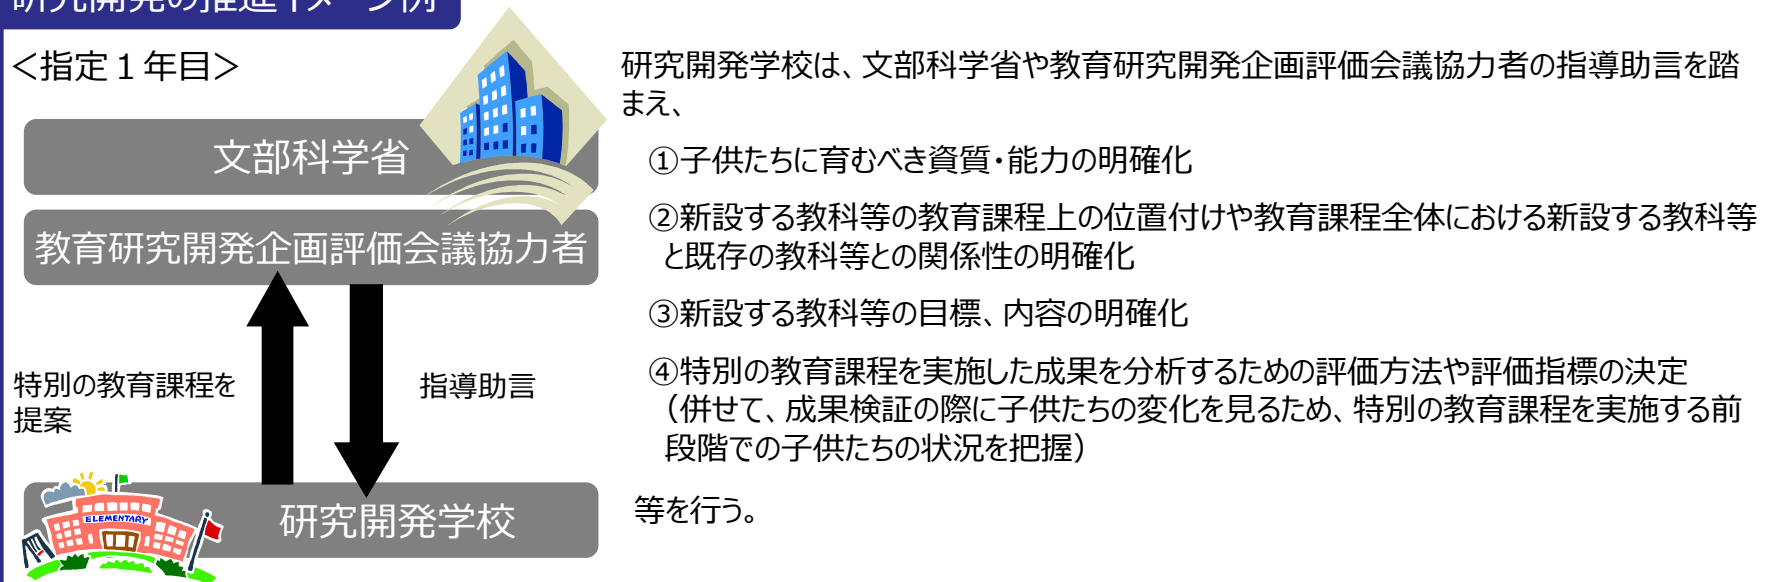 研究開発の推進イメージ例
＜指定１年目＞
文部科学省
教育研究開発企画評価会議協力者
特別の教育課程を
提案
指導助言
ELEMENTARY
研究開発学校
研究開発学校は、文部科学省や教育研究開発企画評価会議協力者の指導助言を踏
まえ、
①子供たちに育むべき資質・能力の明確化
②新設する教科等の教育課程上の位置付けや教育課程全体における新設する教科等
と既存の教科等との関係性の明確化
③新設する教科等の目標、内容の明確化
④特別の教育課程を実施した成果を分析するための評価方法や評価指標の決定
（併せて、成果検証の際に子供たちの変化を見るため、特別の教育課程を実施する前
段階での子供たちの状況を把握）
等を行う。